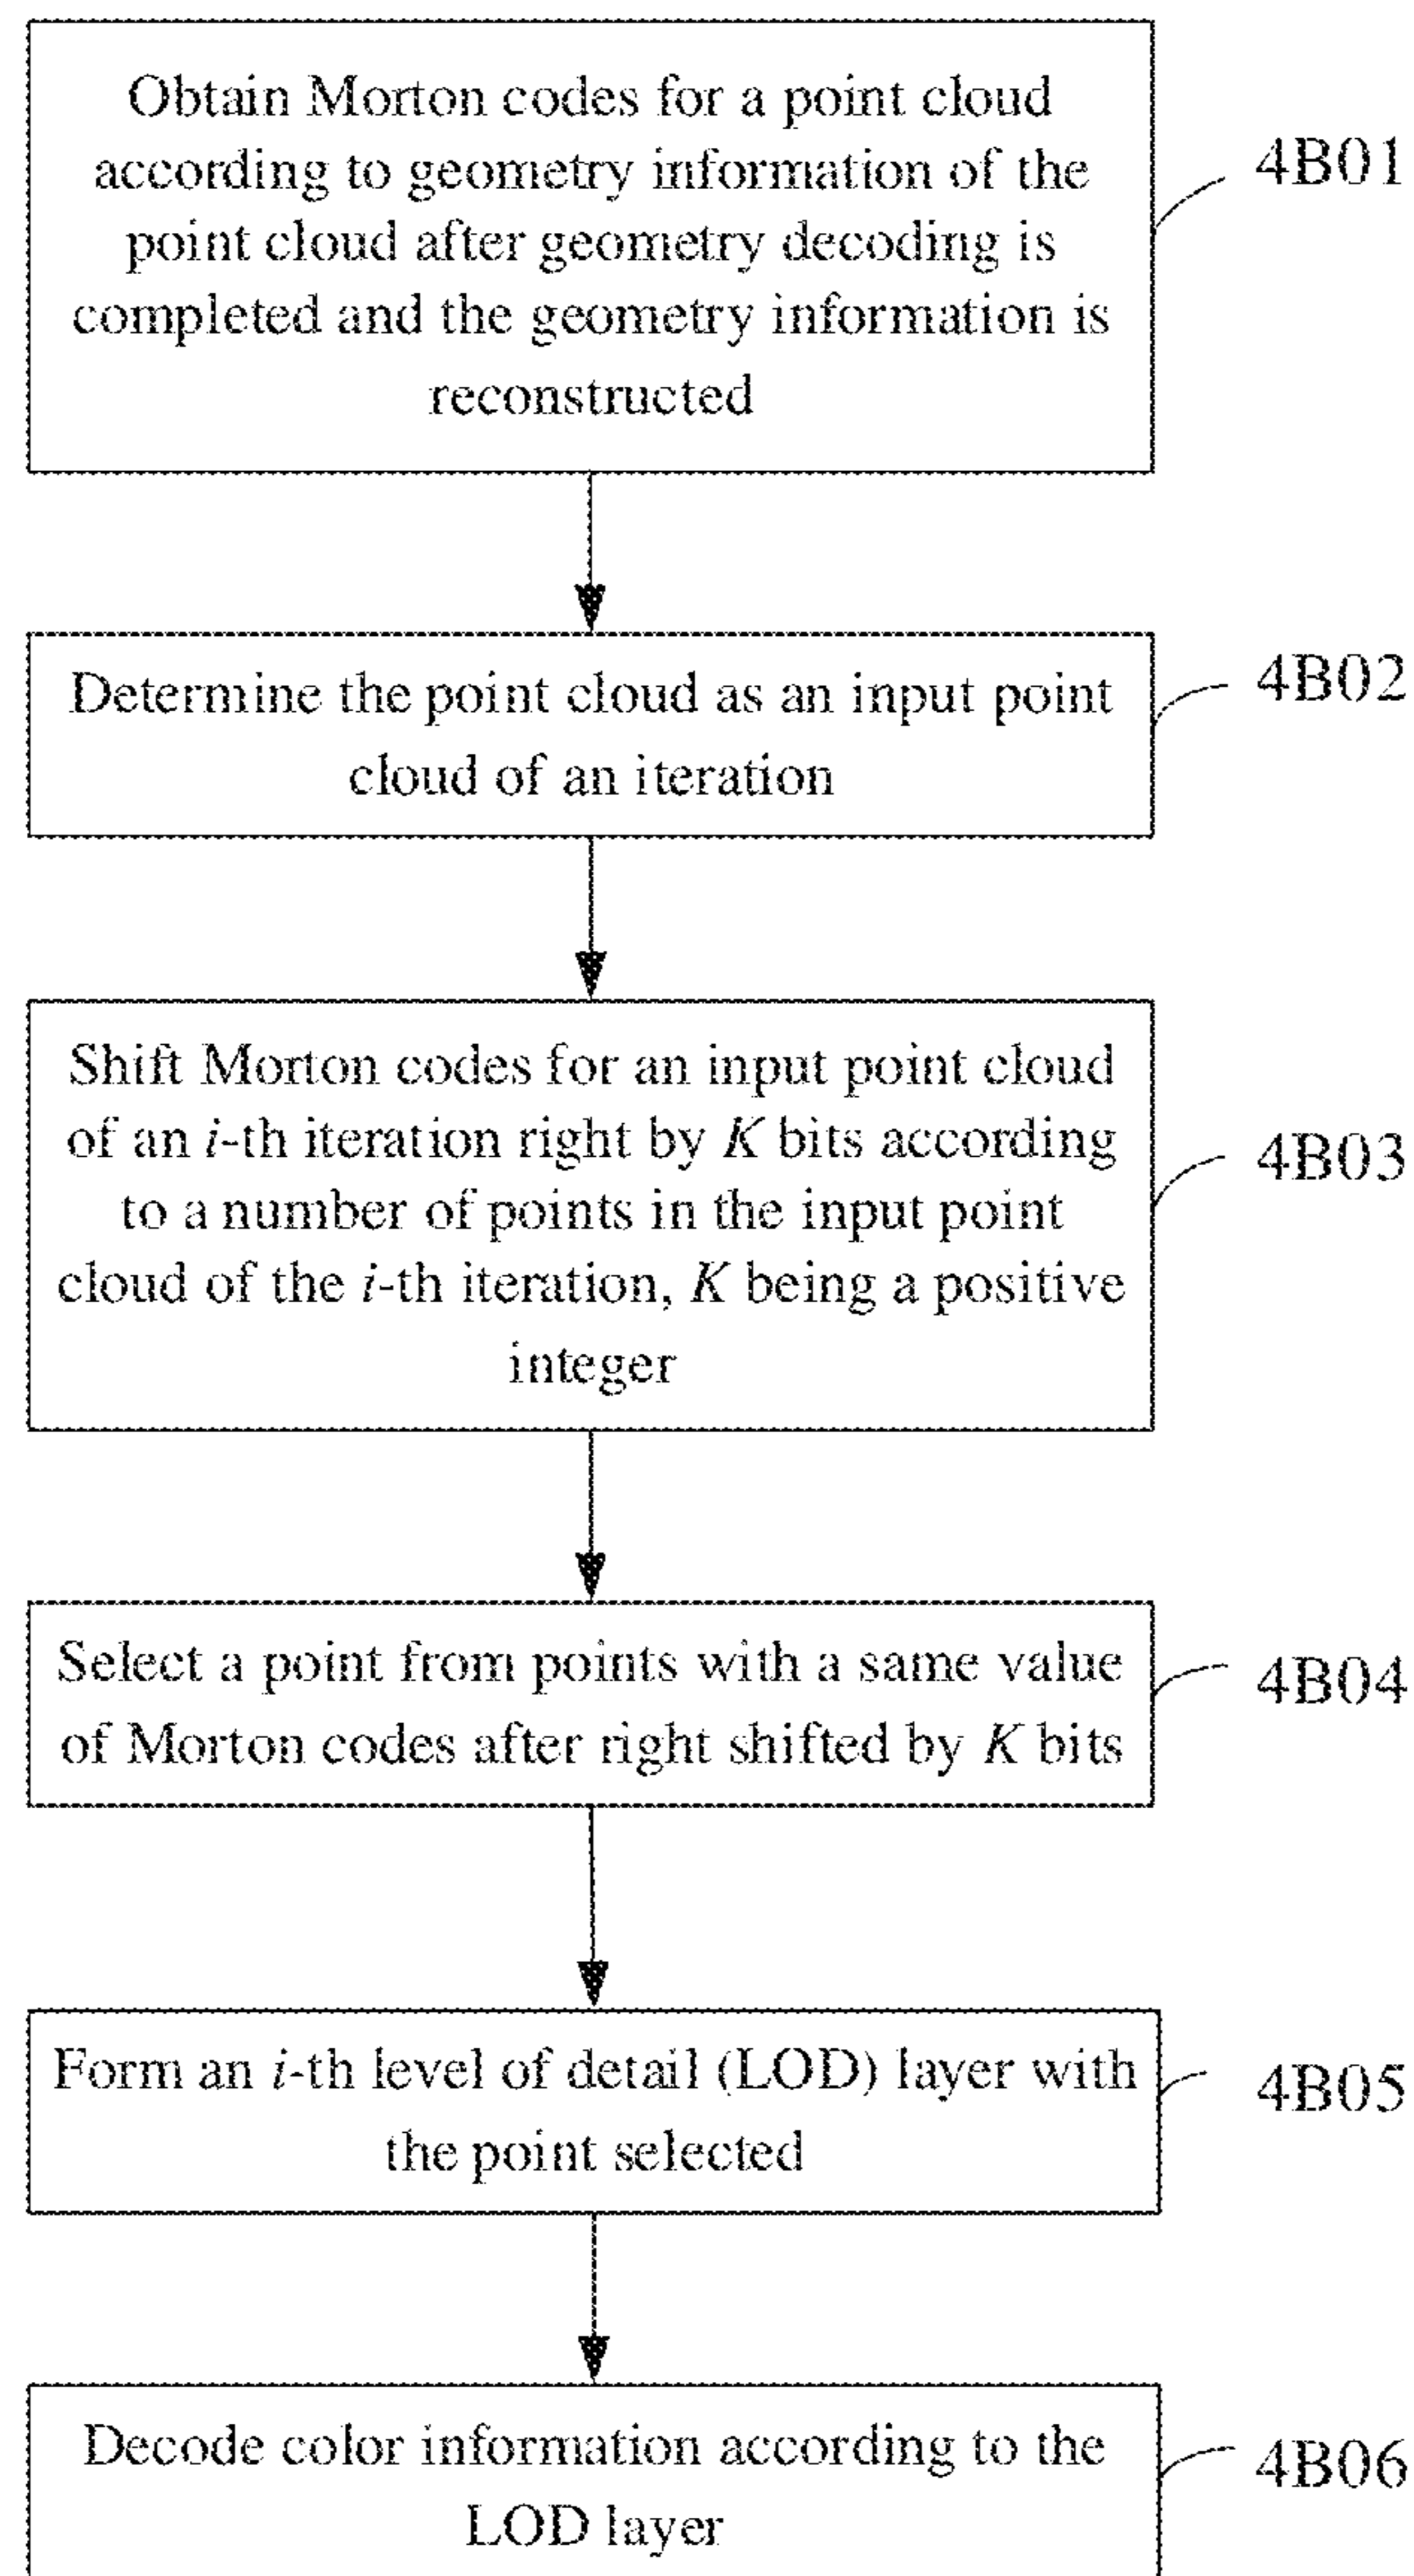 Obtain Morton codes for a point cloud
according to geometry information of the
point cloud after geometry decoding is
completed and the geometry information is
reconstructed
4B01
Determine the point cloud as an input point
cloud of an iteration
4B02
Shift Morton codes for an input point cloud
of an i-th iteration right by K bits according
to a number of points in the input point
cloud of the i-th iteration, K being a positive
integer
4B03
Select a point from points with a same value
of Morton codes after right shifted by K bits
4B04
Form an i-th level of detail (LOD) layer with
the point selected
4B05
Decode color information according to the
LOD layer
4B06